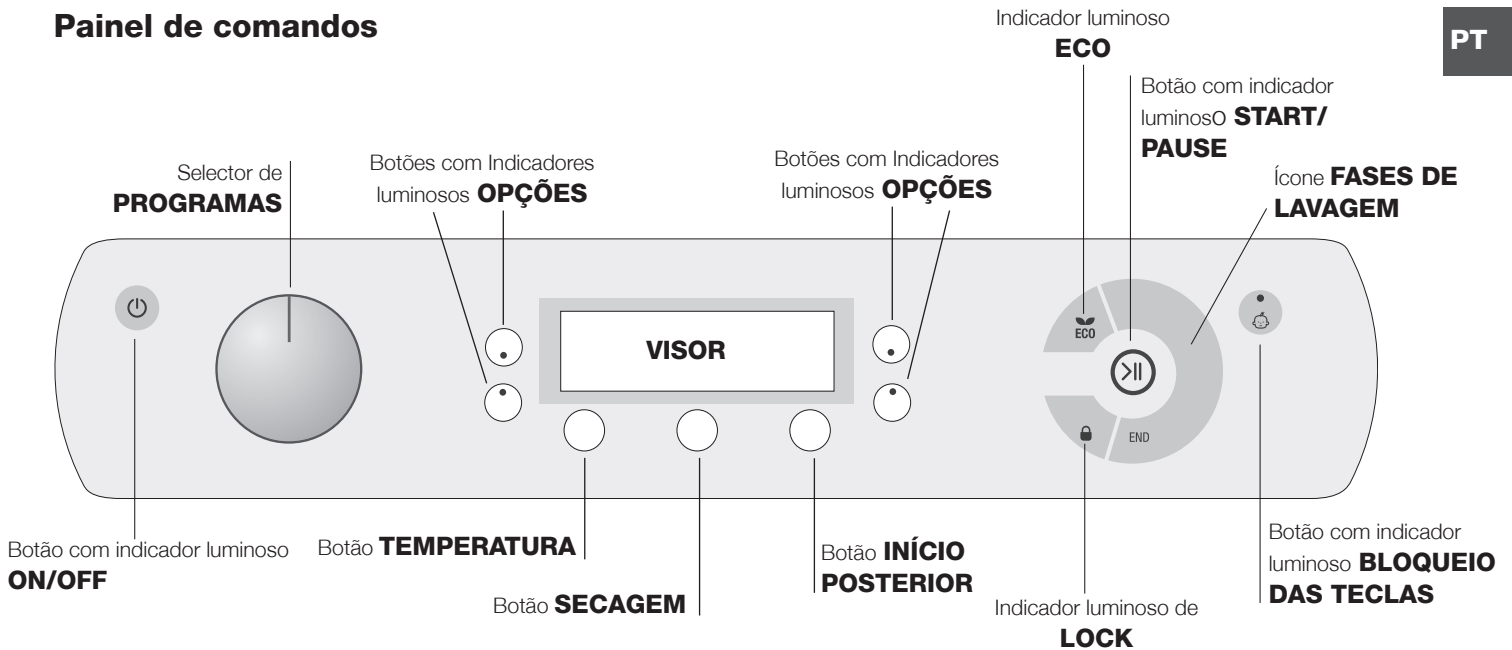 Painel de comandos
PT
Indicador luminoso
ECO
Botão com indicador
luminosO START/
PAUSE
Ícone FASES DE
LAVAGEM
Selector de
PROGRAMAS
Botões com Indicadores
luminosos OPÇÕES
Botões com Indicadores
luminosos OPÇÕES
ECO
VISOR
END
Botão com indicador luminoso
ON/OFF
Botão TEMPERATURA
Botão SECAGEM
Botão INÍCIO
POSTERIOR
Indicador luminoso de
LOCK
Botão com indicador
luminoso BLOQUEIO
DAS TECLAS